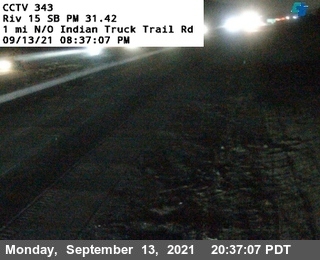 CCTV 343
Riv 15 SB PM 31.42
1 mi N/O Indian Truck Trail Rd
09/13/21 08:37:07 PM
Monday, September 13, 2021 20:37:07 PDT